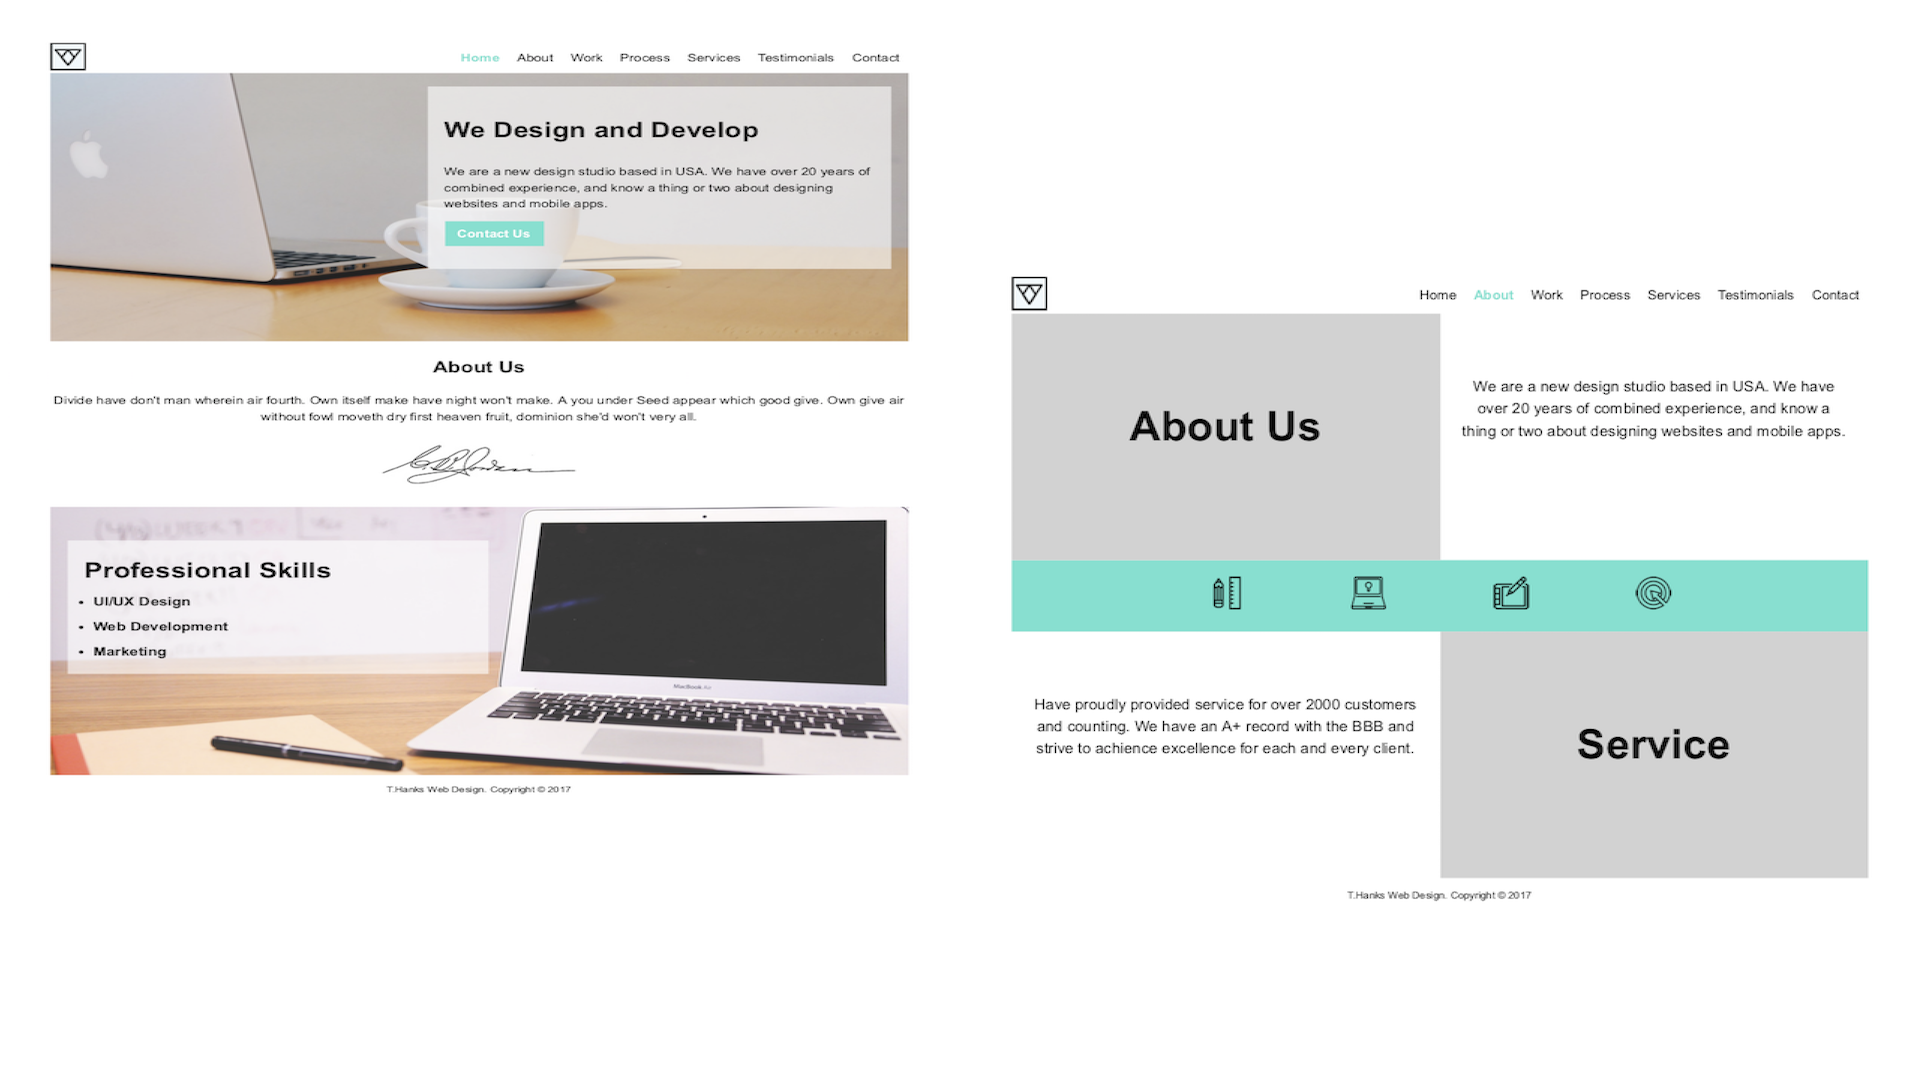 Home About Work Process Services Testimonials Contact
We Design and Develop
We are a new design studio based in USA. We have over 20 years of
combined experience, and know a thing or two about designing
websites and mobile apps.
Contact Us
About Us
Divide have don't man wherein air fourth. Own itself make have night won't make. A you under Seed appear which good give. Own give air
without fowl moveth dry first heaven fruit, dominion she'd won't very all.
Professional Skills
• UI/UX Design
• Web Development
• Marketing
MacBook Air
T.Hanks Web Design. Copyright © 2017
Home About Work Process Services Testimonials Contact
About Us
We are a new design studio based in USA. We have
over 20 years of combined experience, and know a
thing or two about designing websites and mobile apps.
Have proudly provided service for over 2000 customers
and counting. We have an A+ record with the BBB and
strive to achience excellence for each and every client.
Service
T.Hanks Web Design. Copyright © 2017